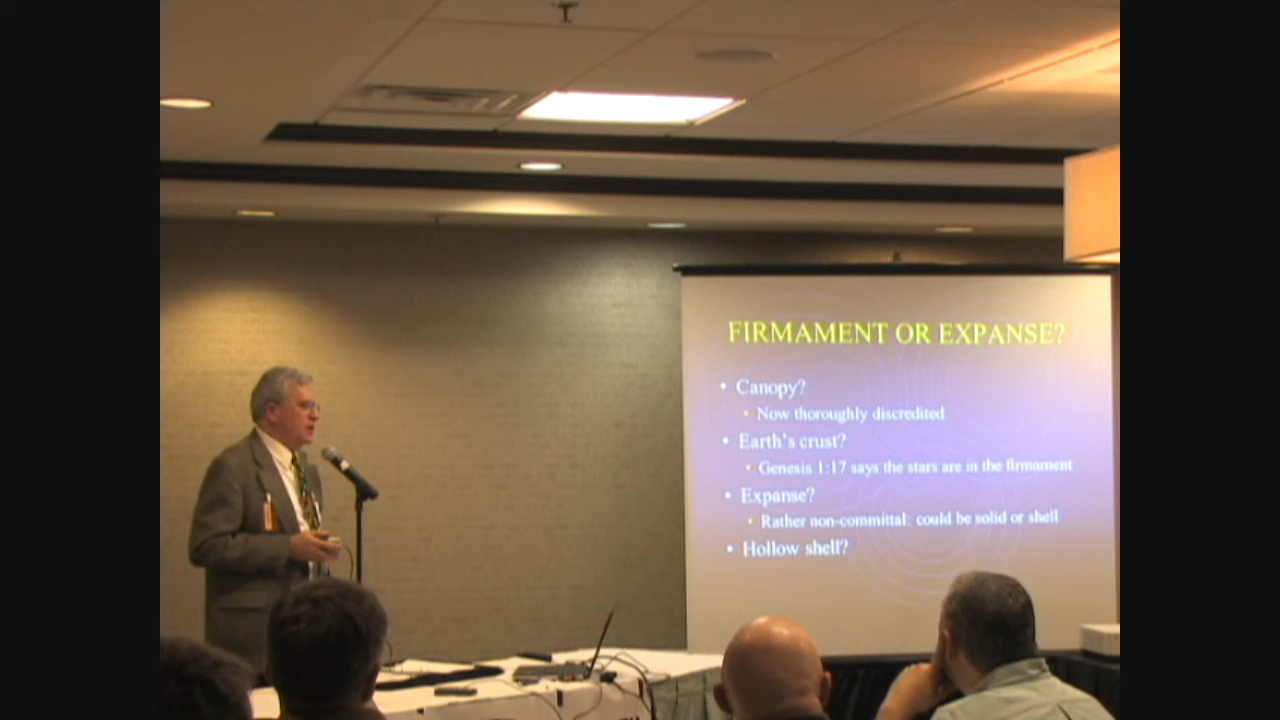 FIRMAMENT OR EXPANSE?
• Canopy?
• Now thoroughly discredited
• Earth's crust?
• Genesis 1:17 says the stars are in the firmament
• Expanse?
• Rather non-committal: could be solid or shell
• Hollow shell?